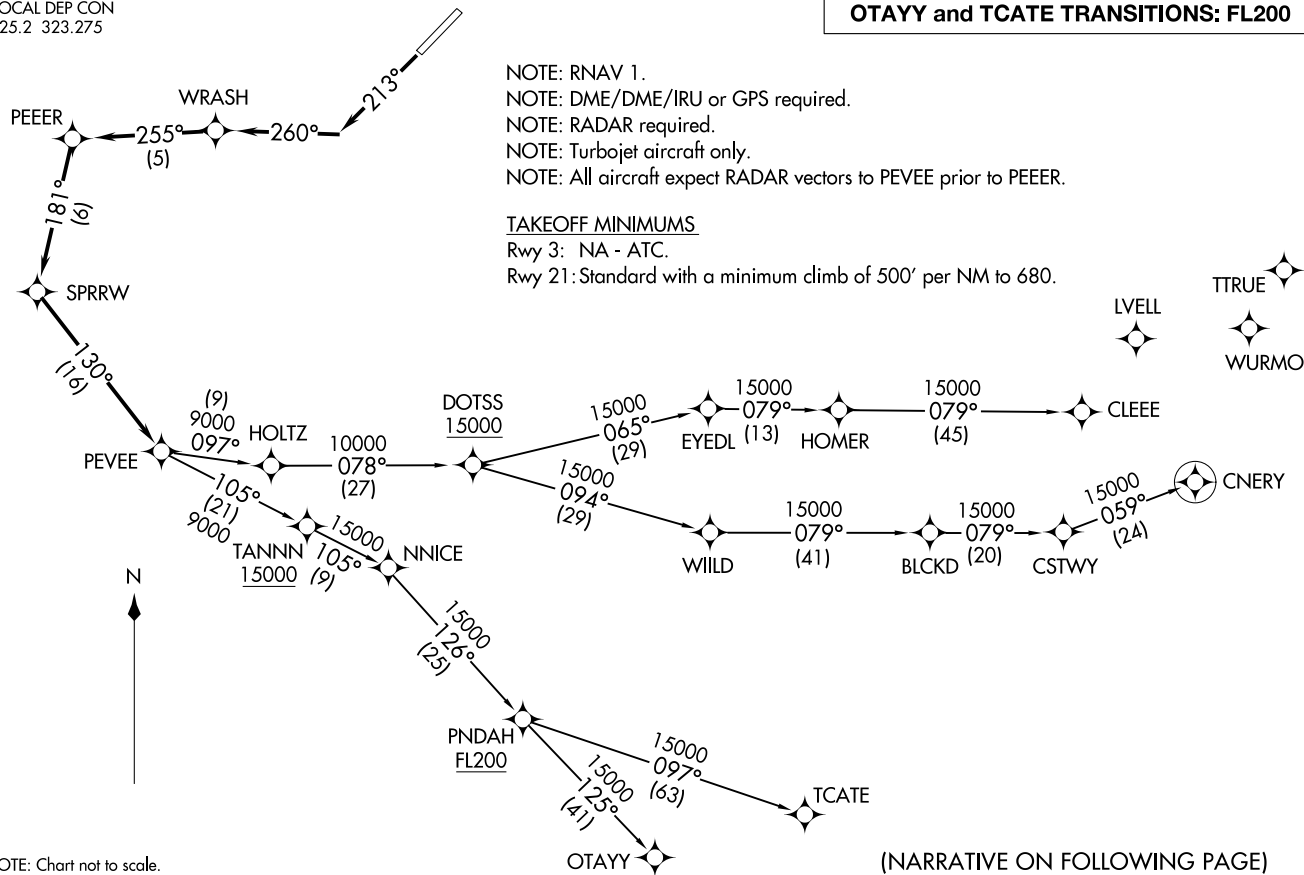 OCAL DEP CON
25.2 323.275
OTAYY and TCATE TRANSITIONS: FL200
NOTE: RNAV 1.
NOTE: DME/DME/IRU or GPS required.
NOTE: RADAR required.
NOTE: Turbojet aircraft only.
NOTE: All aircraft expect RADAR vectors to PEVEE prior to PEEER.
TAKEOFF MINIMUMS
Rwy 3: NA - ATC.
Rwy 21: Standard with a minimum climb of 500' per NM to 680.
213°
WRASH
260°
PEEER
255°
(5)
181°
(6)
SPRRW
130°
(16)
PEVEE
(9)
9000
097°
HOLTZ
10000
078°
(27)
DOTSS
15000
15000
065°
(29)
EYEDL
15000
079°
(13)
HOMER
15000
079°
(45)
CLEEE
LVELL
TTRUE
WURMO
15000
094°
(29)
WIILD
15000
079°
(41)
BLCKD
15000
079°
(20)
CSTWY
15000
059°
(24)
CNERY
105°
(21)
9000
TANNN
15000
15000
105°
(9)
NNICE
15000
126°
(25)
PNDAH
FL200
15000
097°
(63)
TCATE
15000
125°
(41)
OTAYY
N
OTE: Chart not to scale.
(NARRATIVE ON FOLLOWING PAGE)